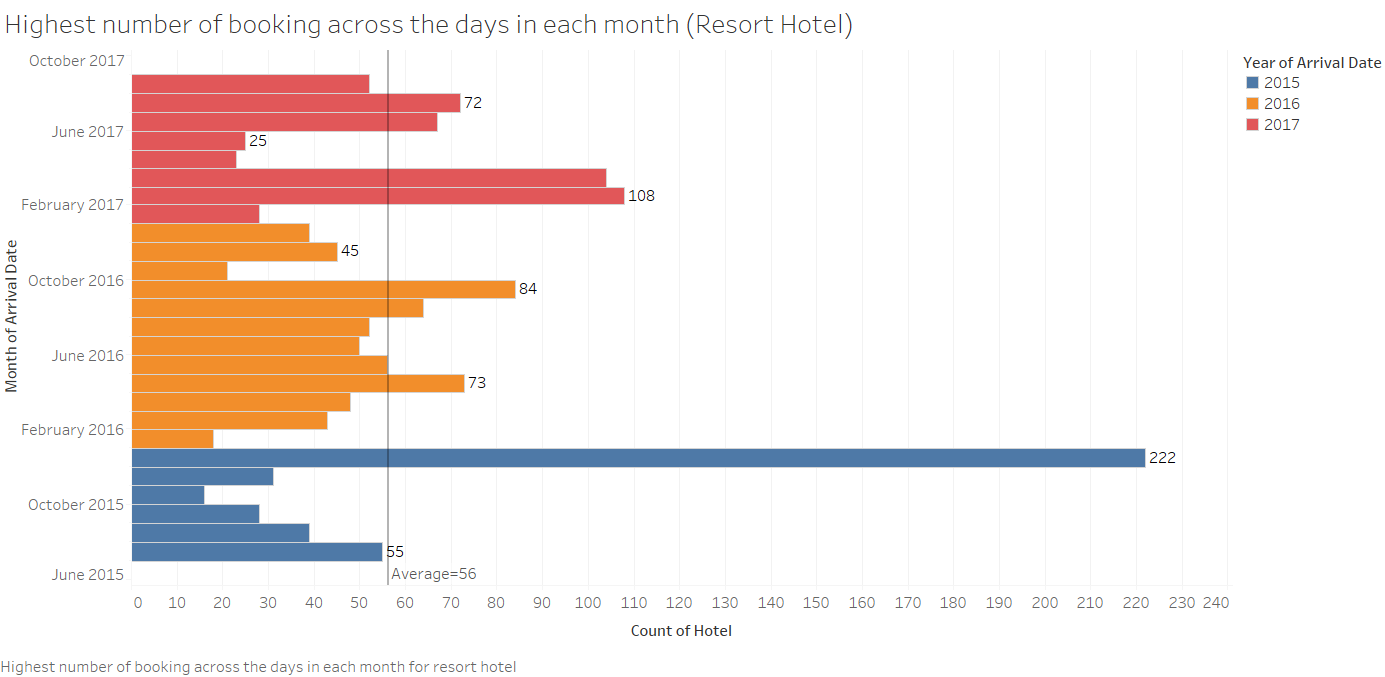 Highest number of booking across the days in each month (Resort Hotel)
Month of Arrival Date
October 2017
72
June 2017
25
108
February 2017
45
October 2016
84
June 2016
73
February 2016
222
October 2015
55
June 2015
Average=56
0 10 20 30 40 50 60 70 80 90 100 110 120 130 140 150 160 170 180 190 200 210 220 230 240
Count of Hotel
Year of Arrival Date
2015
2016
2017
Highest number of booking across the days in each month for resort hotel